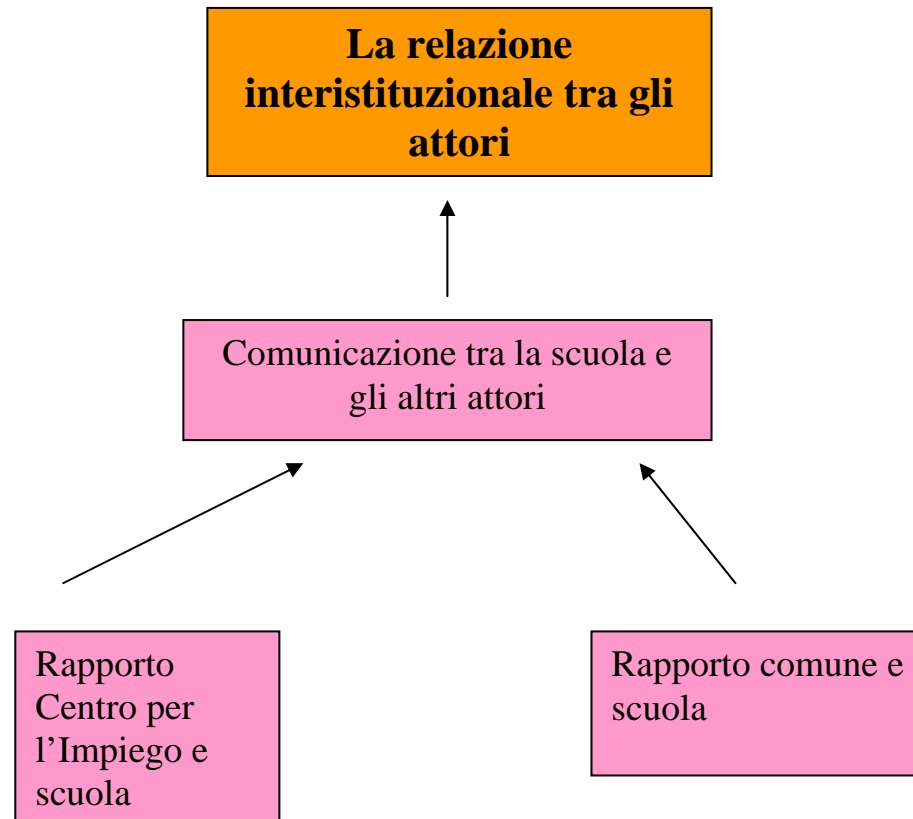 La relazione
interistituzionale tra gli
attori
Comunicazione tra la scuola e
gli altri attori
Rapporto
Centro per
l’Impiego e
scuola
Rapporto comune e
scuola